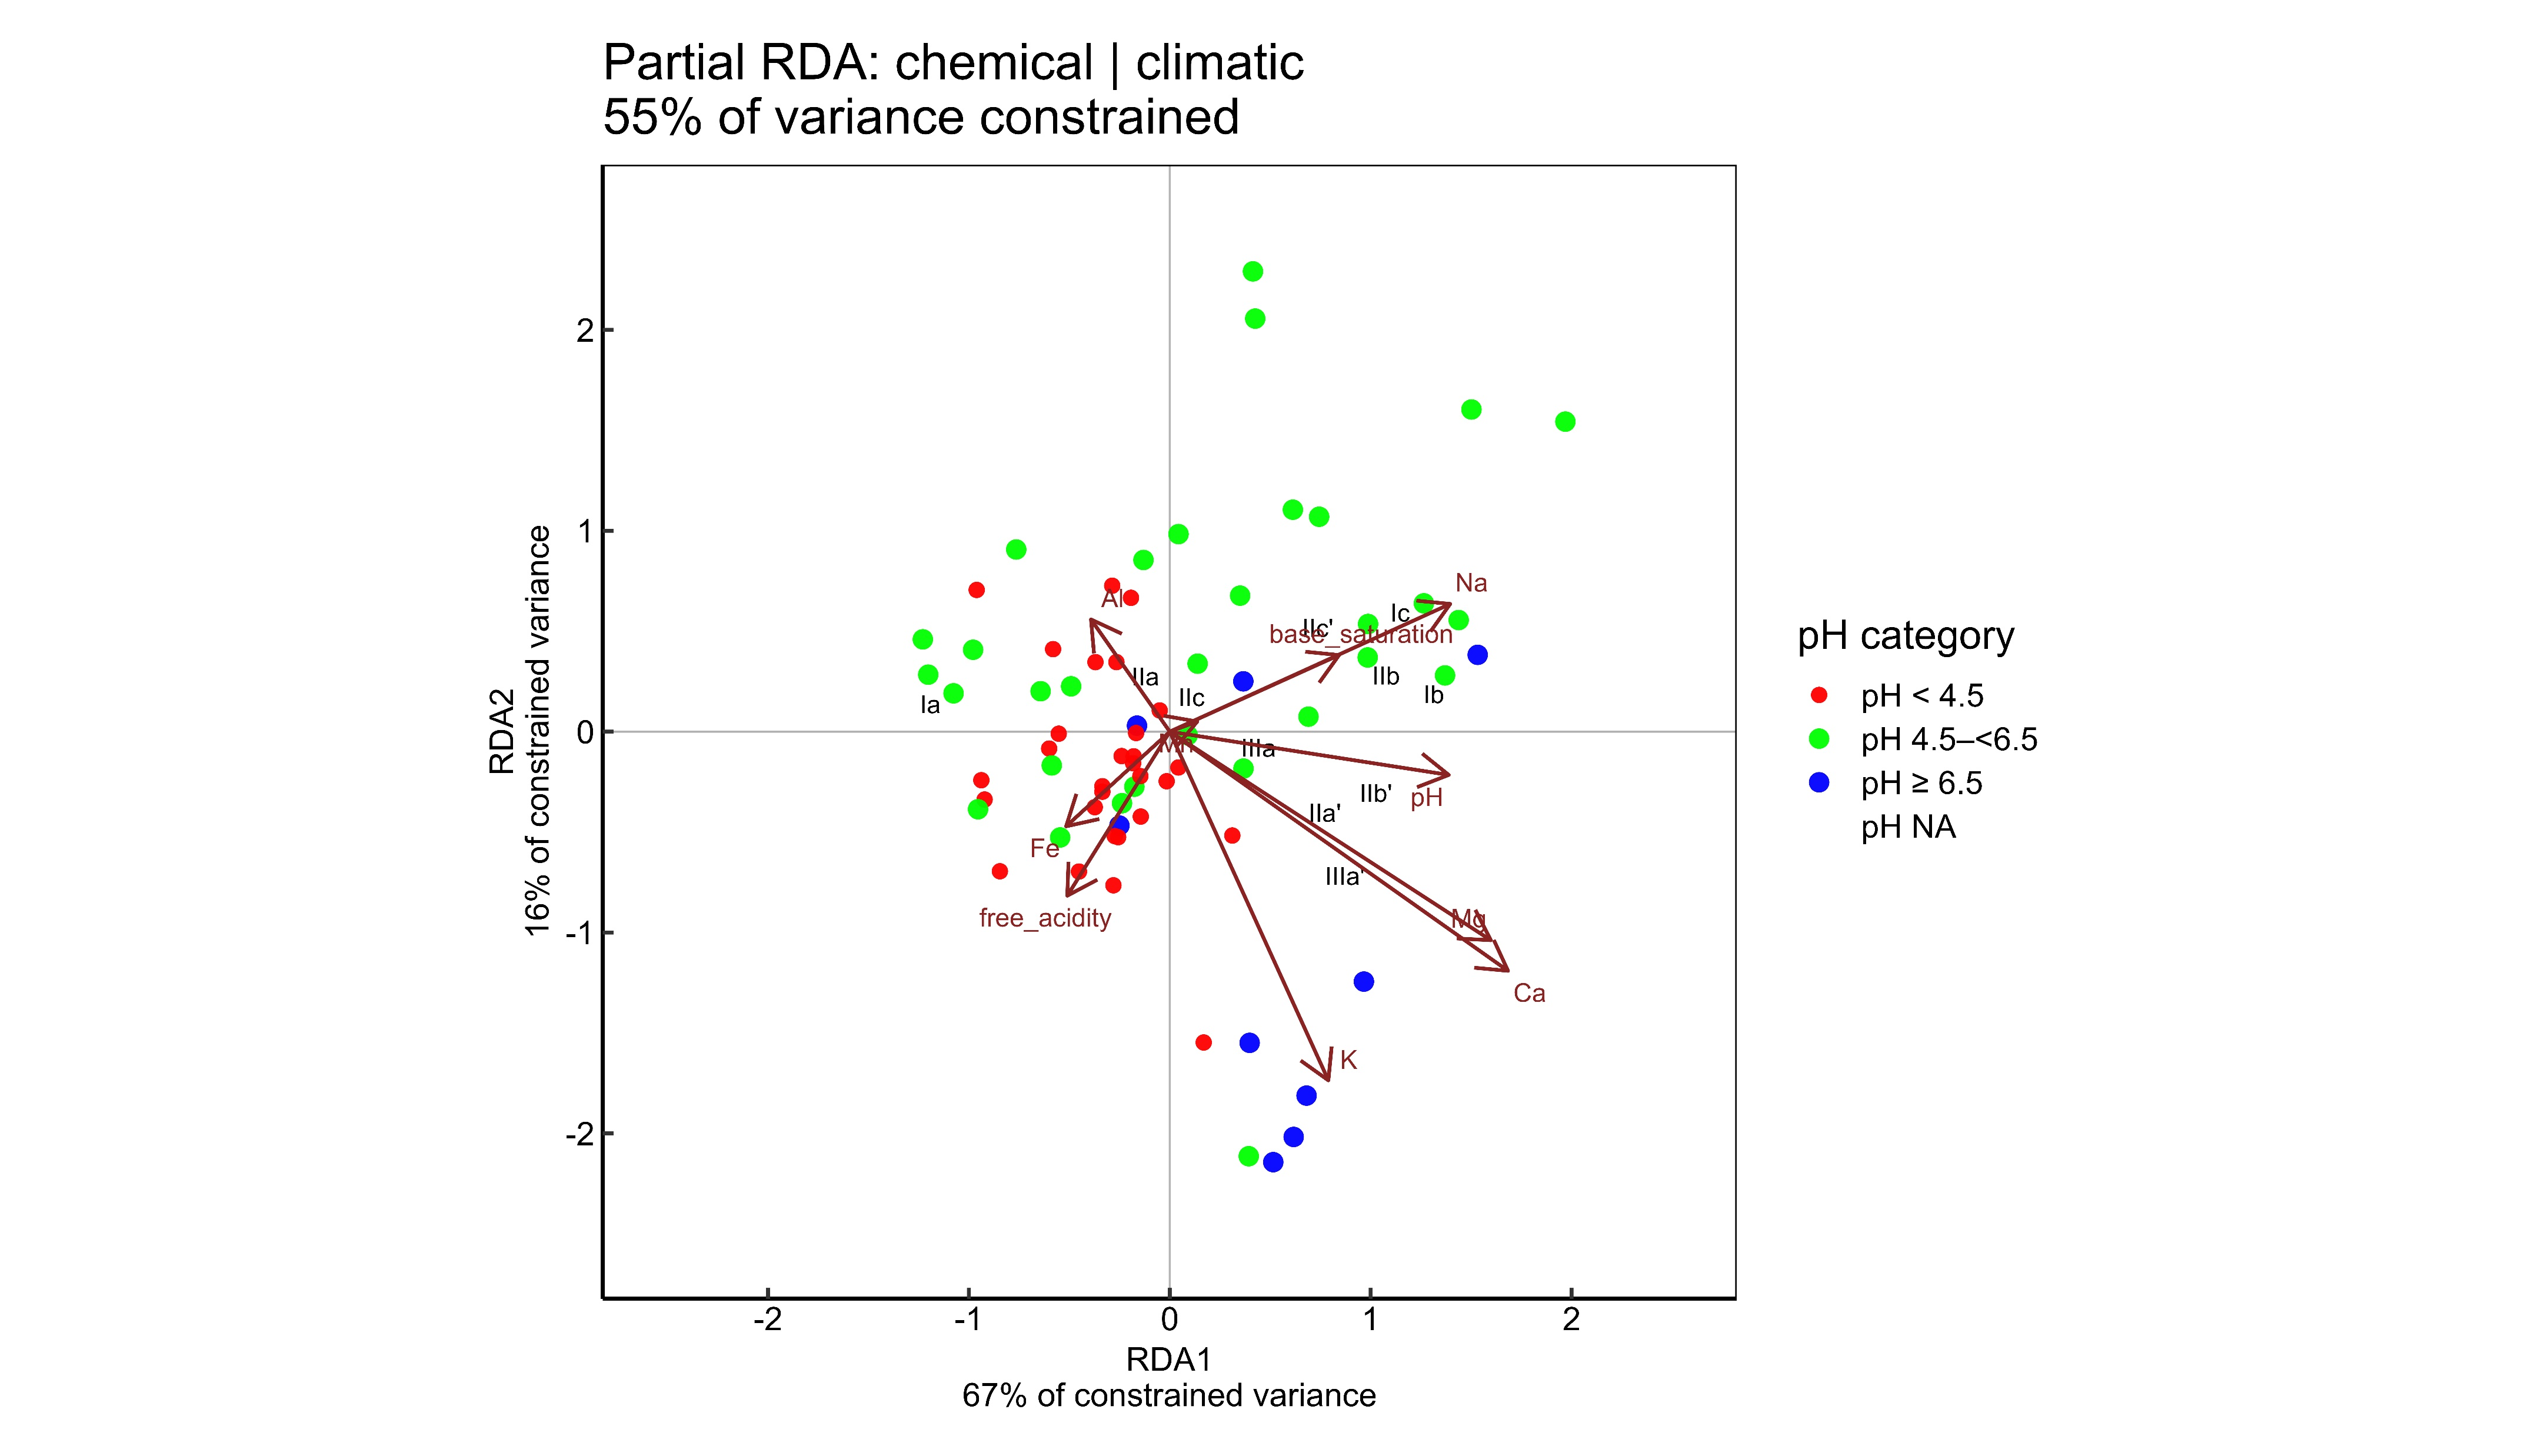 Partial RDA: chemical | climatic
55% of variance constrained
RDA2
16% of constrained variance
2
1
0
-1
-2
Na
Al
Ic
IIc'
base_saturation
IIa
IIb
Ib
IIc
Ia
Mn
IIIa
IIb'
pH
IIa'
Fe
IIIa'
free_acidity
Mg
Ca
K
-2
-1
0
1
2
RDA1
67% of constrained variance
pH category
pH < 4.5
pH 4.5–<6.5
pH ≥ 6.5
pH NA